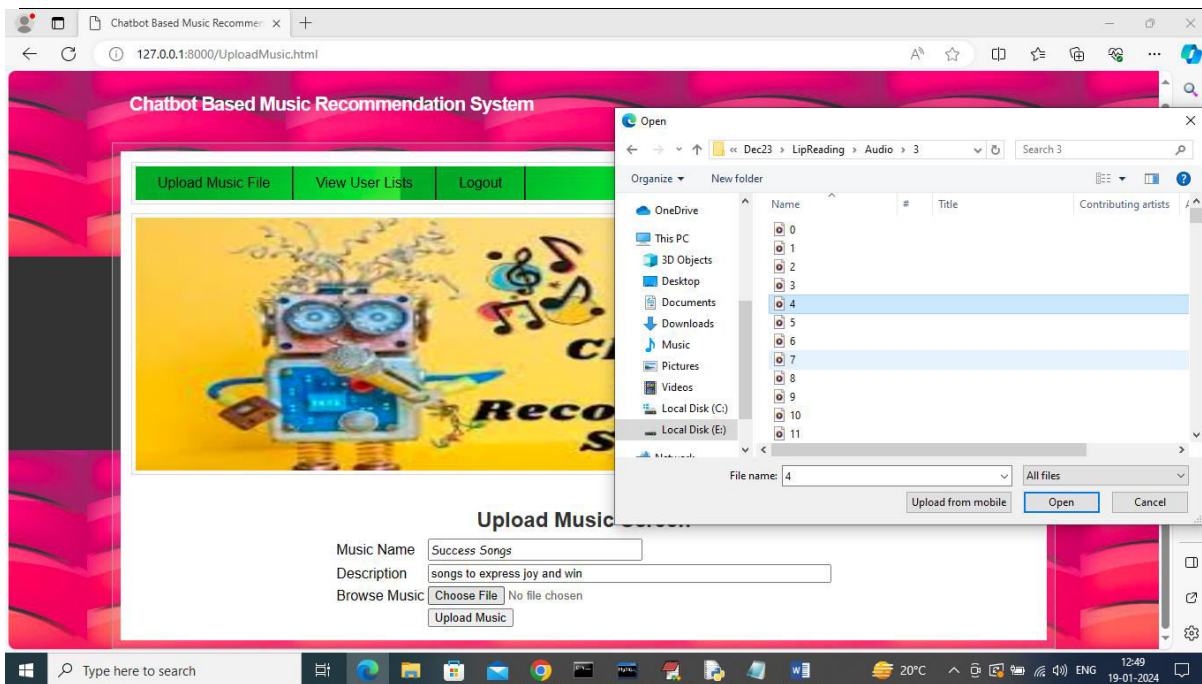 Chatbot Based Music Recommer
127.0.0.1:8000/UploadMusic.html
Chatbot Based Music Recommendation System
Upload Music File View User Lists Logout
Reco
Upload Music Screen
Music Name Success Songs
Description songs to express joy and win
Browse Music Choose File No file chosen
Upload Music
Open
« Dec23 › LipReading › Audio › 3 Search 3
Organize New folder
Name # Title Contributing artists
OneDrive
This PC
3D Objects
Desktop
Documents
Downloads
Music
Pictures
Videos
Local Disk (C:)
Local Disk (E:)
Network
0
1
2
3
4
5
6
7
8
9
10
11
File name: 4 All files
Upload from mobile Open Cancel
Type here to search 20°C ENG 12:49
19-01-2024